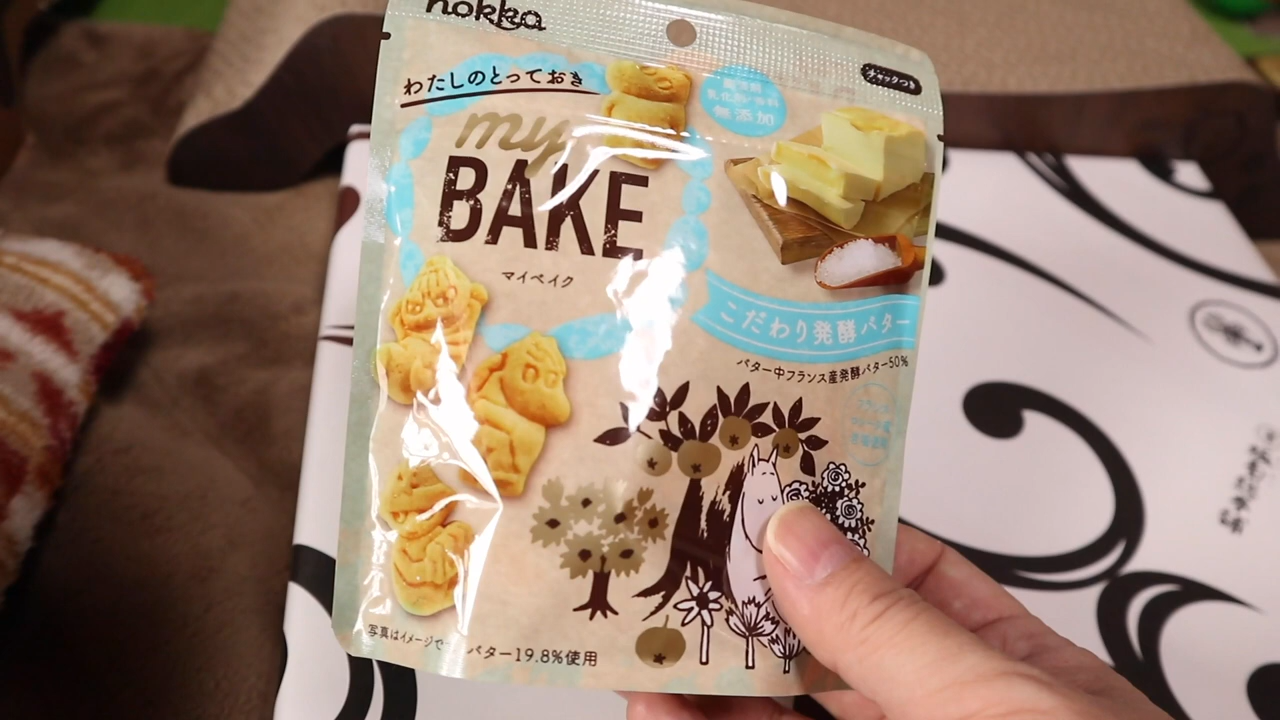 hokka
チャックつき
わたしのとっておき
my
BAKE
マイベイク
無添加
こだわり発酵バター
バター中フランス産発酵バター50%
写真はイメージで
バター19.8%使用